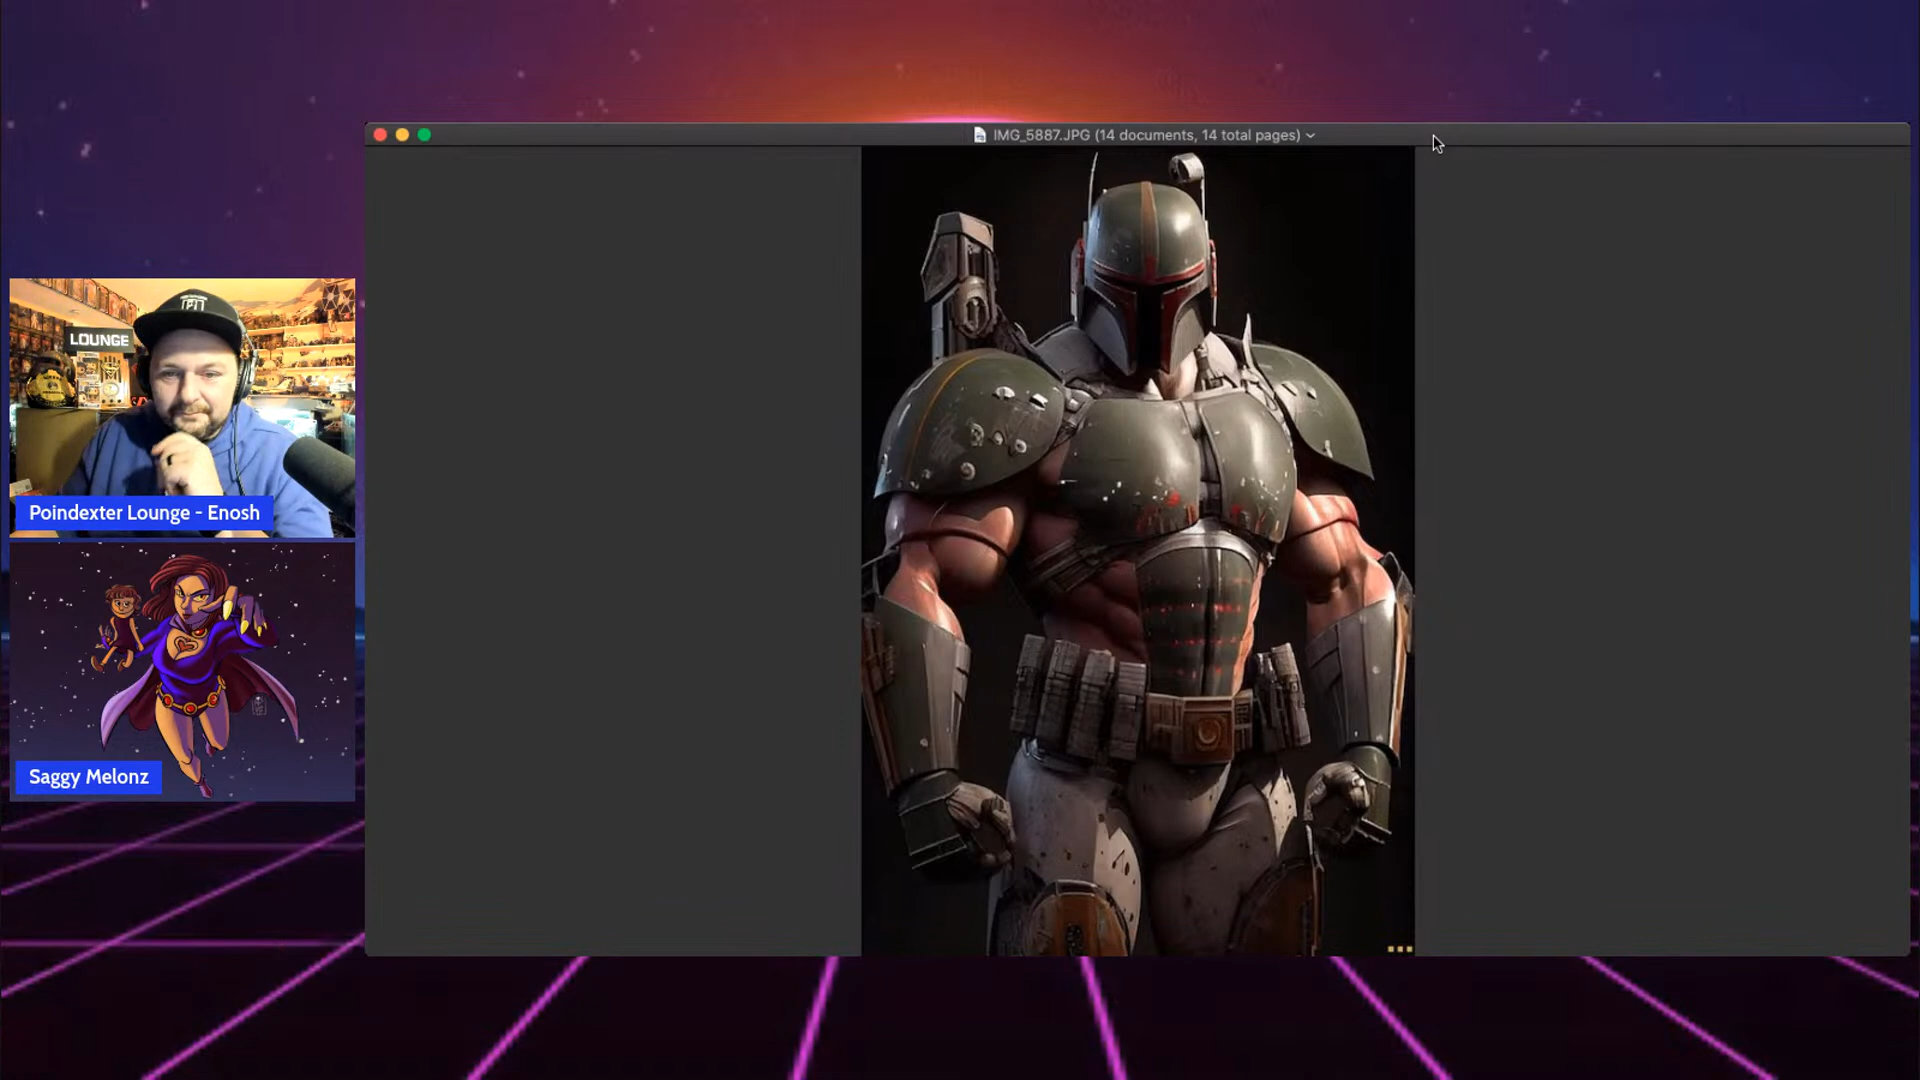 IMG_5887.JPG (14 documents, 14 total pages)
LOUNGE
Poindexter Lounge - Enosh
Saggy Melonz